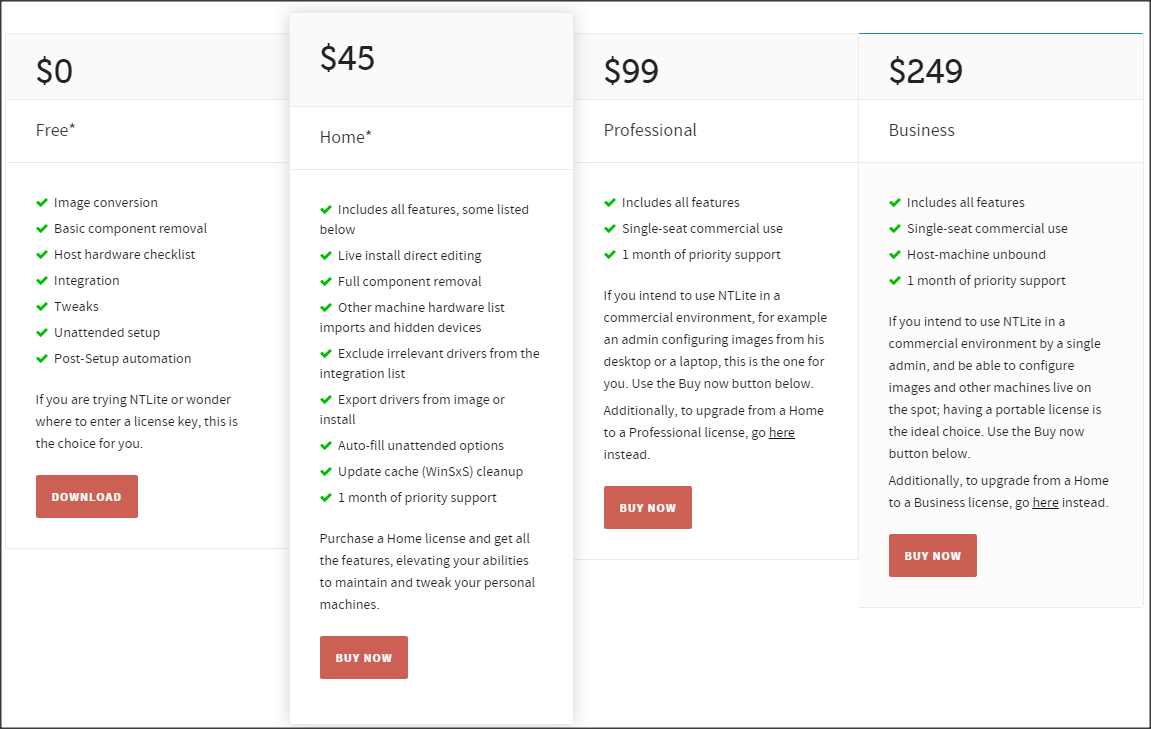 $0
Free*
Image conversion
Basic component removal
Host hardware checklist
Integration
Tweaks
Unattended setup
Post-Setup automation
If you are trying NTLite or wonder
where to enter a license key, this is
the choice for you.
DOWNLOAD
$45
Home*
Includes all features, some listed
below
Live install direct editing
Full component removal
Other machine hardware list
imports and hidden devices
Exclude irrelevant drivers from the
integration list
Export drivers from image or
install
Auto-fill unattended options
Update cache (WinSxS) cleanup
1 month of priority support
Purchase a Home license and get all
the features, elevating your abilities
to maintain and tweak your personal
machines.
BUY NOW
$99
Professional
Includes all features
Single-seat commercial use
1 month of priority support
If you intend to use NTLite in a
commercial environment, for example
an admin configuring images from his
desktop or a laptop, this is the one for
you. Use the Buy now button below.
Additionally, to upgrade from a Home
to a Professional license, go here
instead.
BUY NOW
$249
Business
Includes all features
Single-seat commercial use
Host-machine unbound
1 month of priority support
If you intend to use NTLite in a
commercial environment by a single
admin, and be able to configure
images and other machines live on
the spot; having a portable license is
the ideal choice. Use the Buy now
button below.
Additionally, to upgrade from a Home
to a Business license, go here instead.
BUY NOW